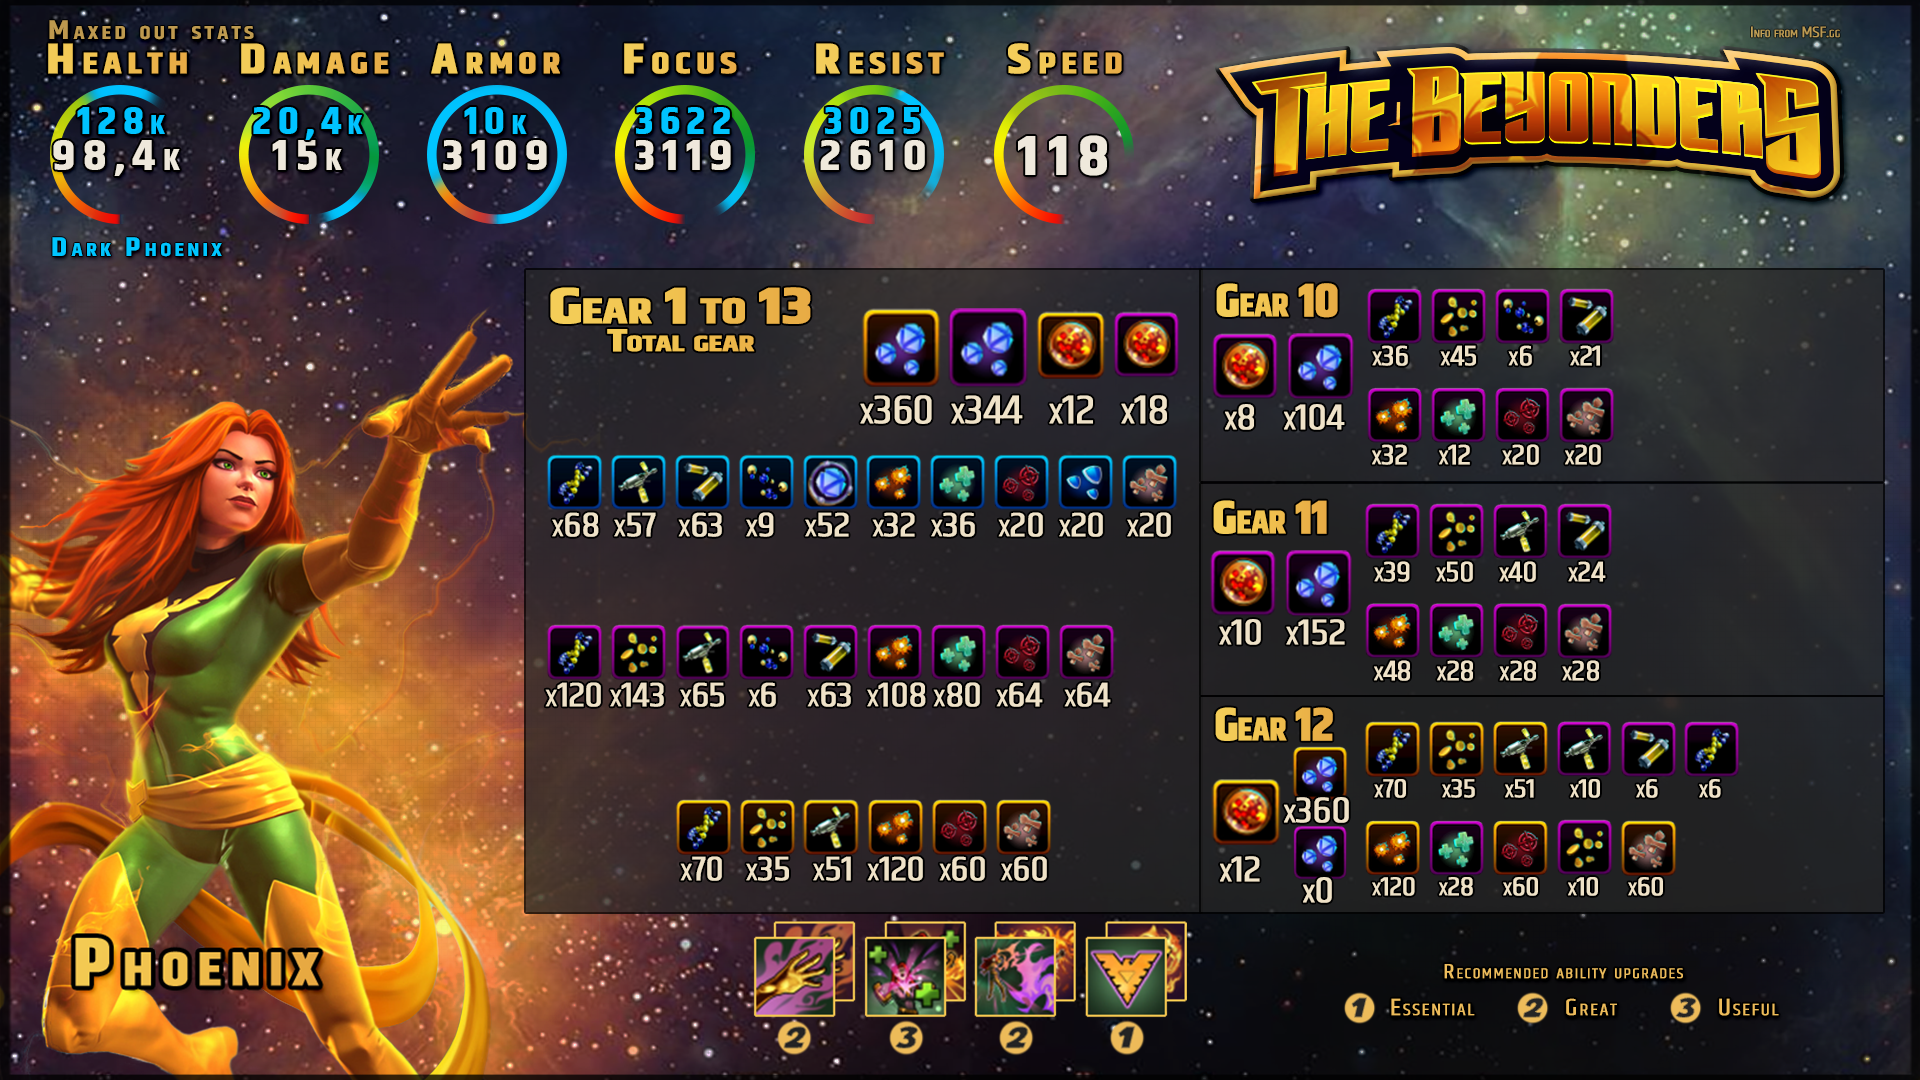 Maxed out stats
Info from MSF.gg
Health Damage Armor Focus Resist Speed
The Beyonders
128k 20,4k 10k 3622 3025
98,4k 15k 3109 3119 2610 118
Dark Phoenix
Gear 1 to 13
Total gear
x360 x344 x12 x18
x68 x57 x63 x9 x52 x32 x36 x20 x20 x20
x120 x143 x65 x6 x63 x108 x80 x64 x64
x70 x35 x51 x120 x60 x60
Gear 10
x36 x45 x6 x21
x8 x104
x32 x12 x20 x20
Gear 11
x39 x50 x40 x24
x10 x152
x48 x28 x28 x28
Gear 12
x70 x35 x51 x10 x6 x6
x360
x12
x0
x120 x28 x60 x10 x60
Phoenix
2 3 2 1
Recommended ability upgrades
1 Essential 2 Great 3 Useful